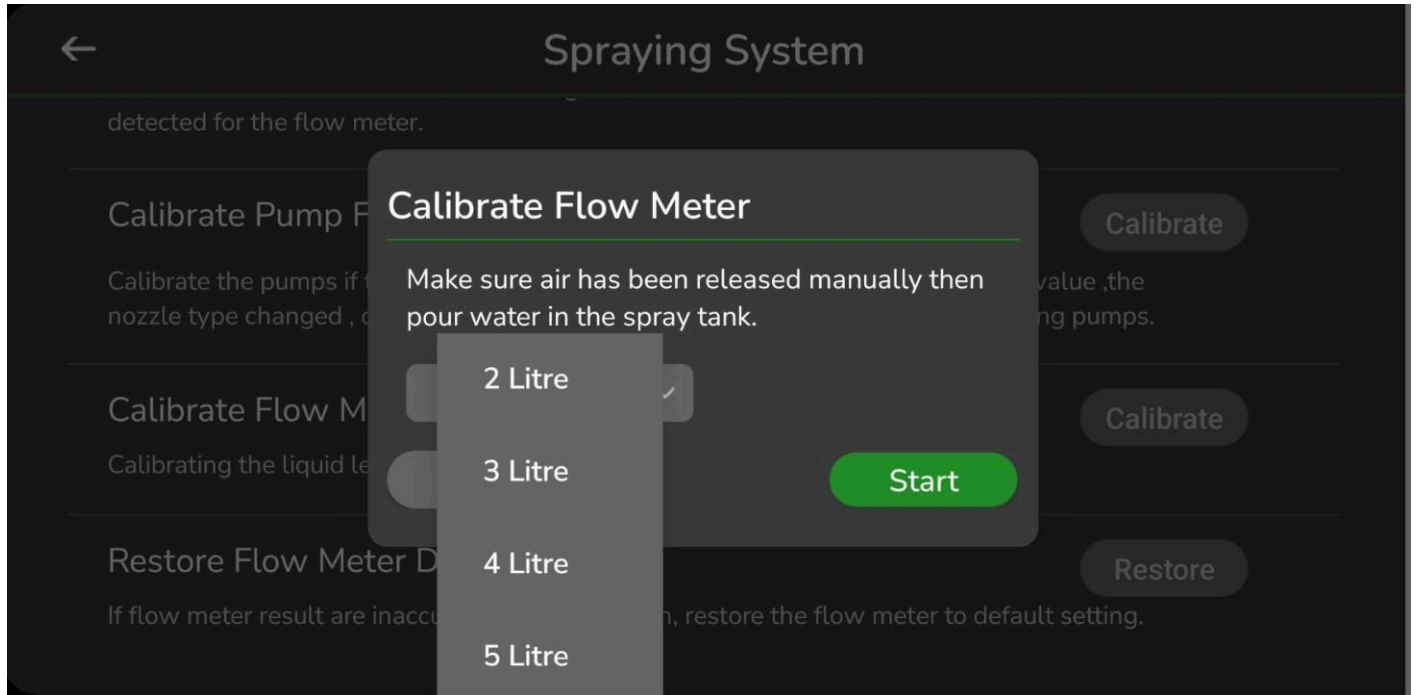 Spraying System
detected for the flow meter.
Calibrate Flow Meter
Make sure air has been released manually then
pour water in the spray tank.
2 Litre
3 Litre
4 Litre
5 Litre
Start
Calibrate Pump F
Calibrate
Calibrate the pumps if value ,the
nozzle type changed , ng pumps.
Calibrate Flow M
Calibrate
Calibrating the liquid le
Restore Flow Meter D
Restore
If flow meter result are inaccu , restore the flow meter to default setting.